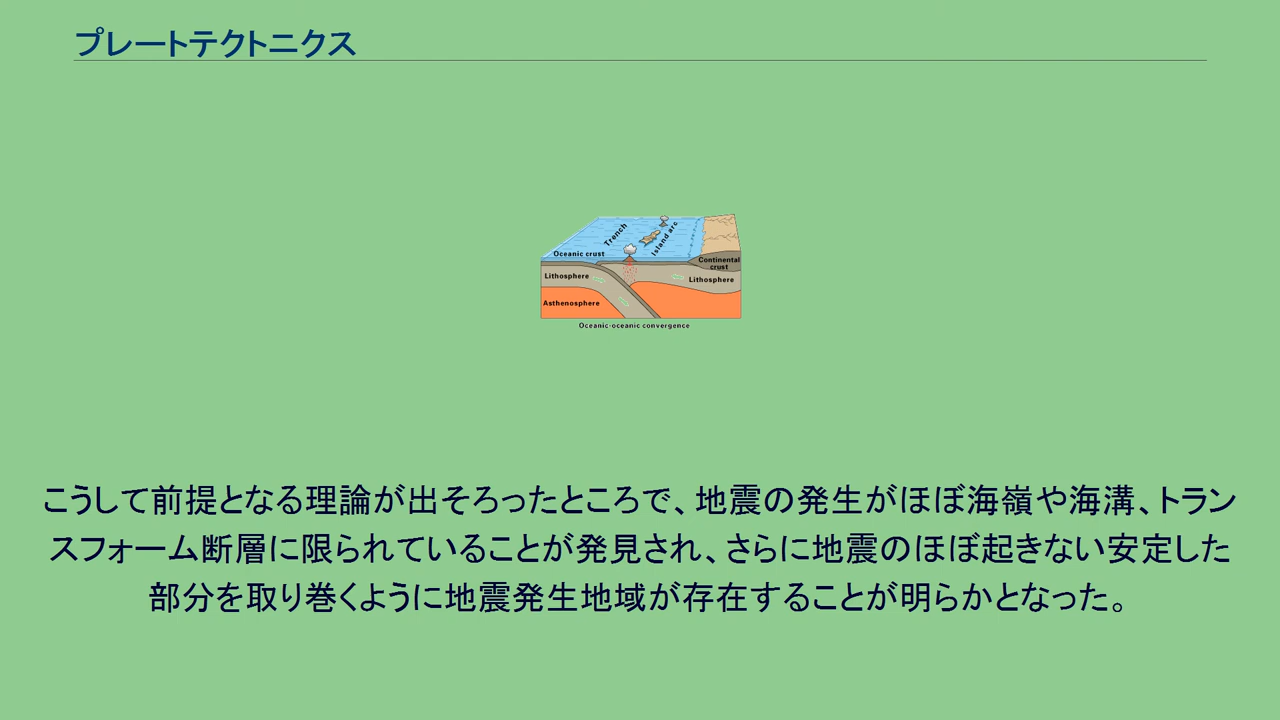 プレートテクトニクス
Trench
Island arc
Oceanic crust
Continental
crust
Lithosphere
Lithosphere
Asthenosphere
Oceanic-oceanic convergence
こうして前提となる理論が出そろったところで、地震の発生がほぼ海嶺や海溝、トラン
スフォーム断層に限られていることが発見され、さらに地震のほぼ起きない安定した
部分を取り巻くように地震発生地域が存在することが明らかとなった。